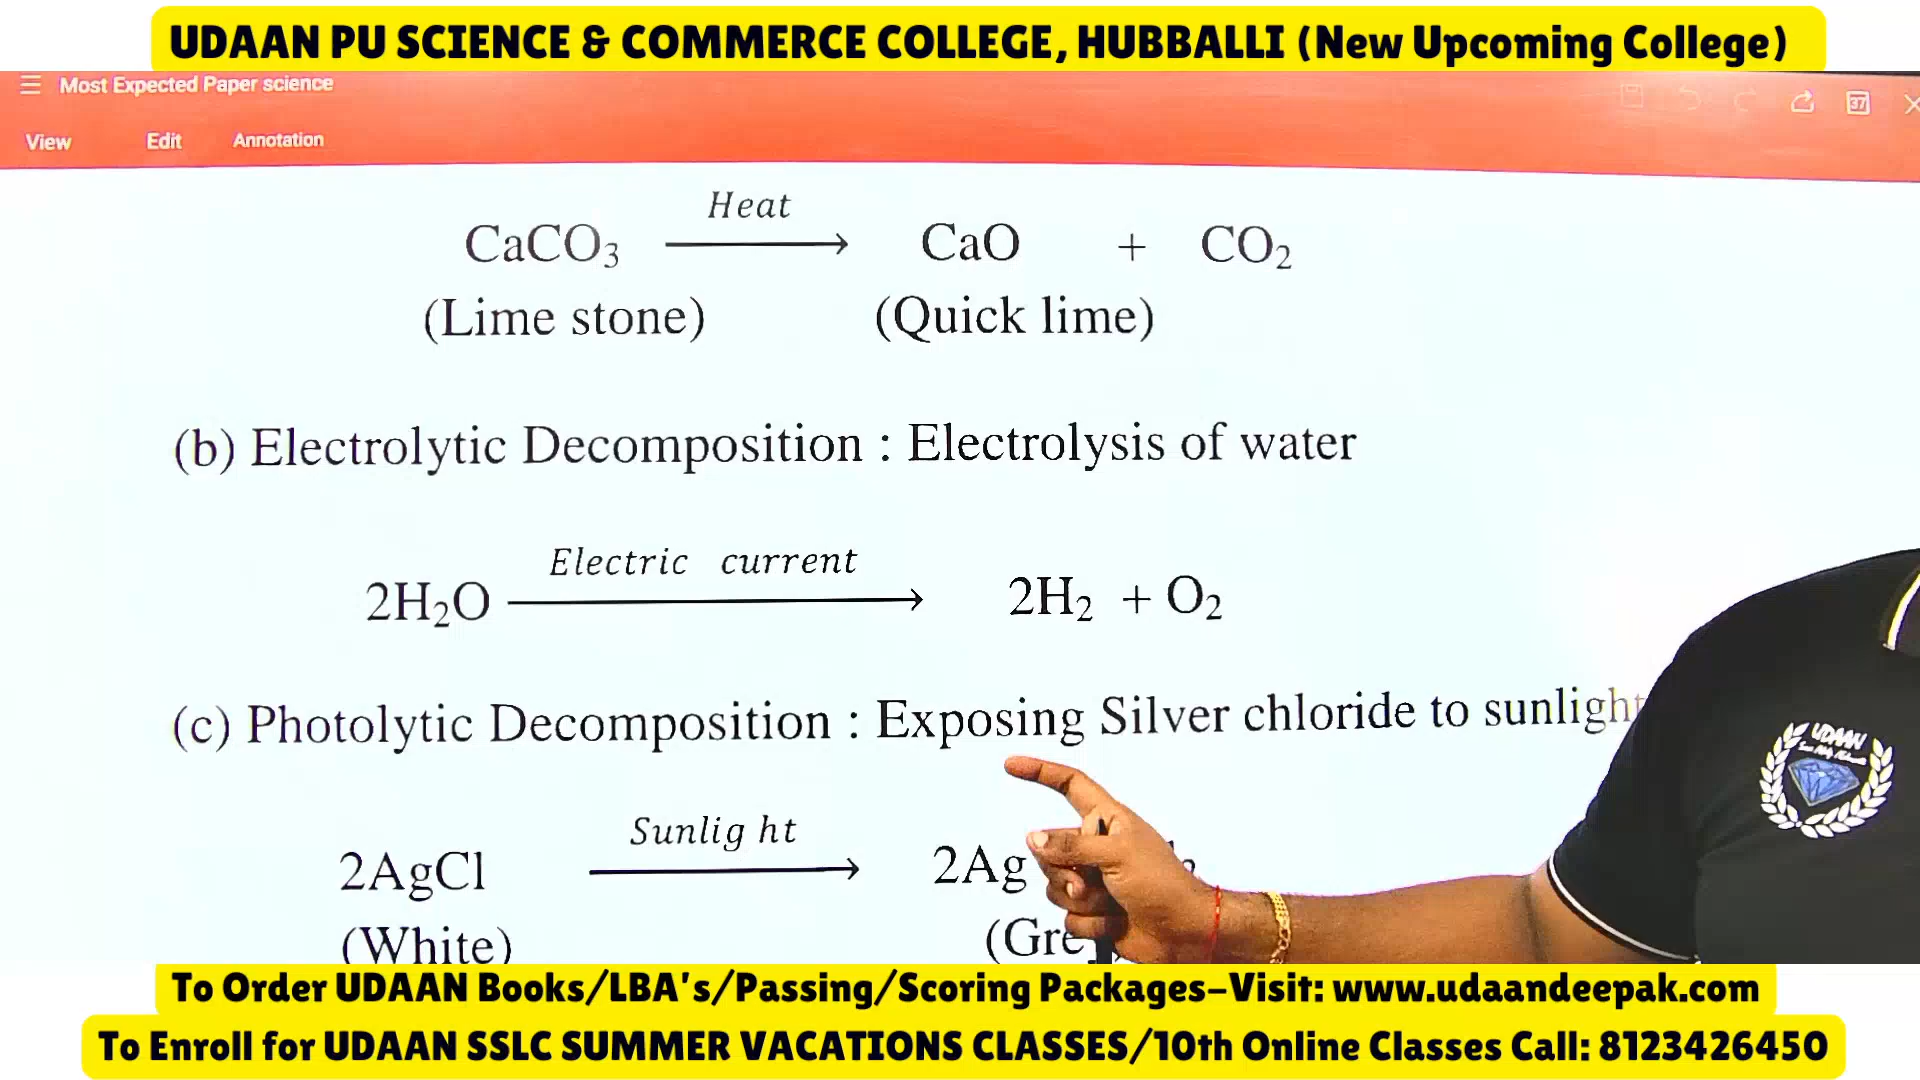 UDAAN PU SCIENCE & COMMERCE COLLEGE, HUBBALLI (New Upcoming College)
Most Expected Paper science
37
View Edit Annotation
Heat
CaCO₃ ⟶ CaO + CO₂
(Lime stone) (Quick lime)
(b) Electrolytic Decomposition : Electrolysis of water
Electric current
2H₂O ⟶ 2H₂ + O₂
(c) Photolytic Decomposition : Exposing Silver chloride to sunlight
Sunlig ht
2AgCl ⟶ 2Ag
(White)
UDAAN
To Order UDAAN Books/LBA's/Passing/Scoring Packages–Visit: www.udaandeepak.com
To Enroll for UDAAN SSLC SUMMER VACATIONS CLASSES/10th Online Classes Call: 8123426450